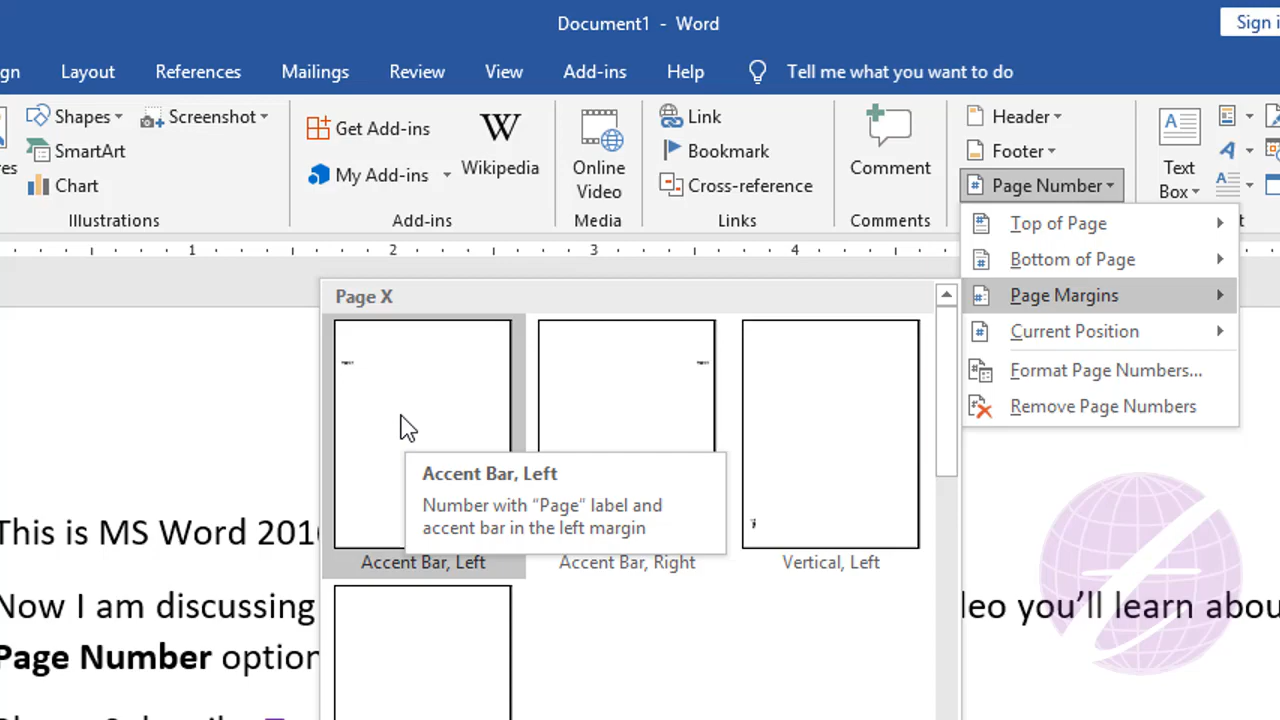 Document1 - Word
Sign i
gn Layout References Mailings Review View Add-ins Help Tell me what you want to do
Shapes Screenshot
SmartArt
Chart
Illustrations
Get Add-ins
My Add-ins
Wikipedia
Add-ins
Online
Video
Media
Link
Bookmark
Cross-reference
Links
Comment
Comments
Header
Footer
Page Number
Text
Box
1 2 3 4
Top of Page
Bottom of Page
Page Margins
Current Position
Format Page Numbers...
Remove Page Numbers
Page X
Accent Bar, Left
Number with “Page” label and
accent bar in the left margin
Accent Bar, Left Accent Bar, Right Vertical, Left
This is MS Word 201
Now I am discussing deo you’ll learn abou
Page Number option